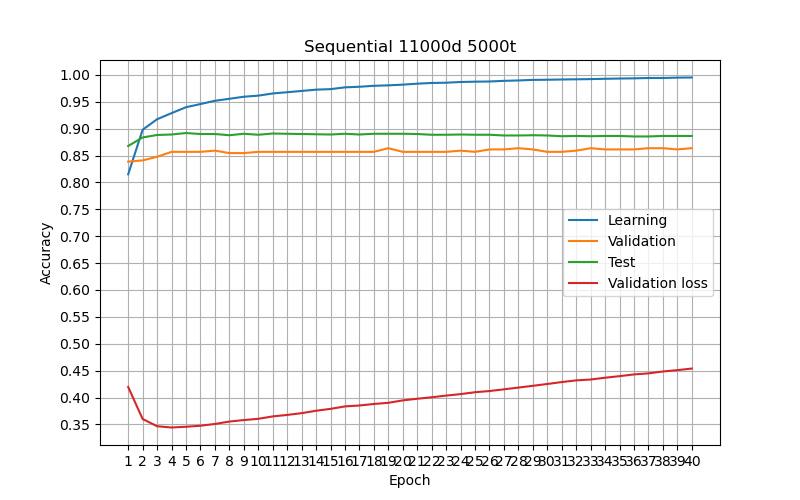 Sequential 11000d 5000t
Accuracy
1.00
0.95
0.90
0.85
0.80
0.75
0.70
0.65
0.60
0.55
0.50
0.45
0.40
0.35
Learning
Validation
Test
Validation loss
1 2 3 4 5 6 7 8 9 10 11 12 13 14 15 16 17 18 19 20 21 22 23 24 25 26 27 28 29 30 31 32 33 34 35 36 37 38 39 40
Epoch